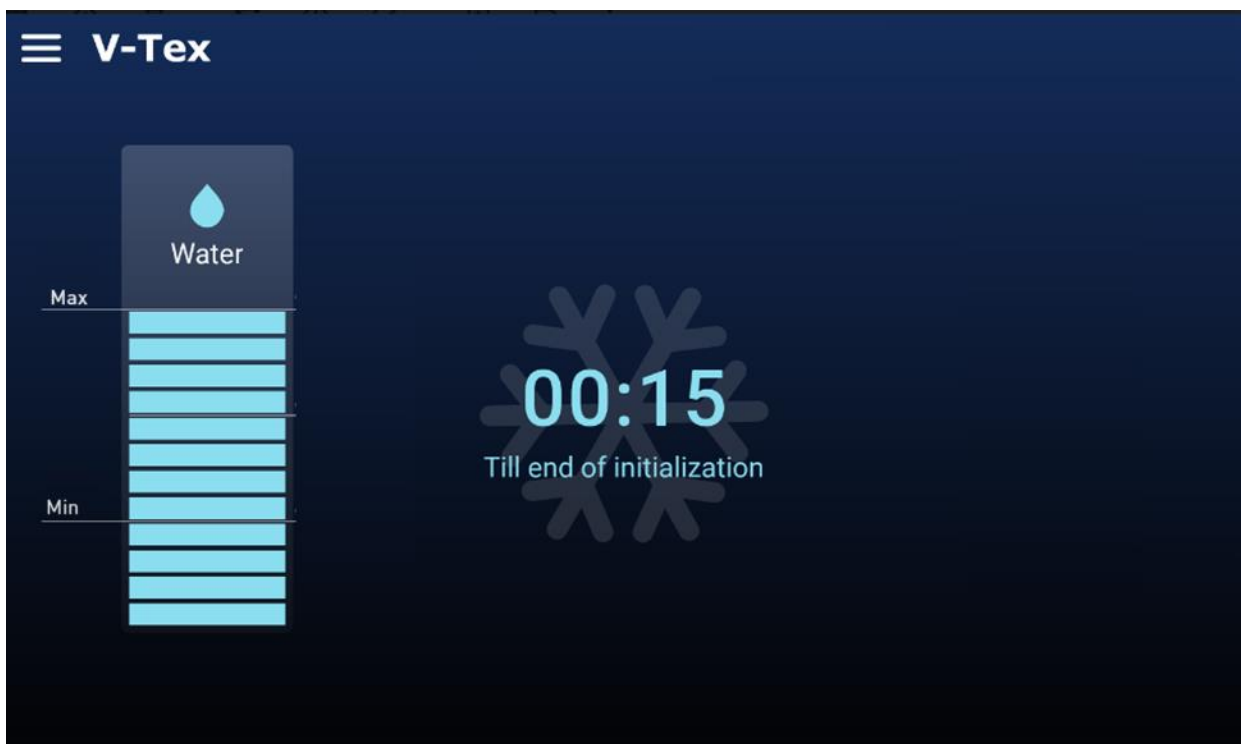 V-Tex
Water
Max
00:15
Till end of initialization
Min